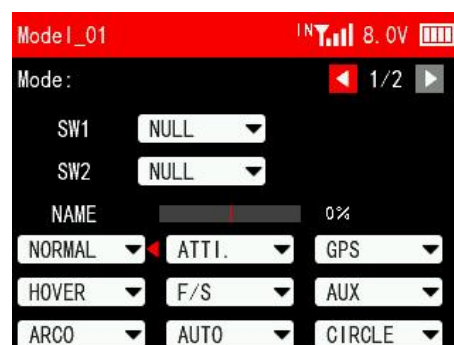 Model_01 IN 8.0V
Mode: 1/2
SW1 NULL
SW2 NULL
NAME 0%
NORMAL ATTI. GPS
HOVER F/S AUX
ARCO AUTO CIRCLE